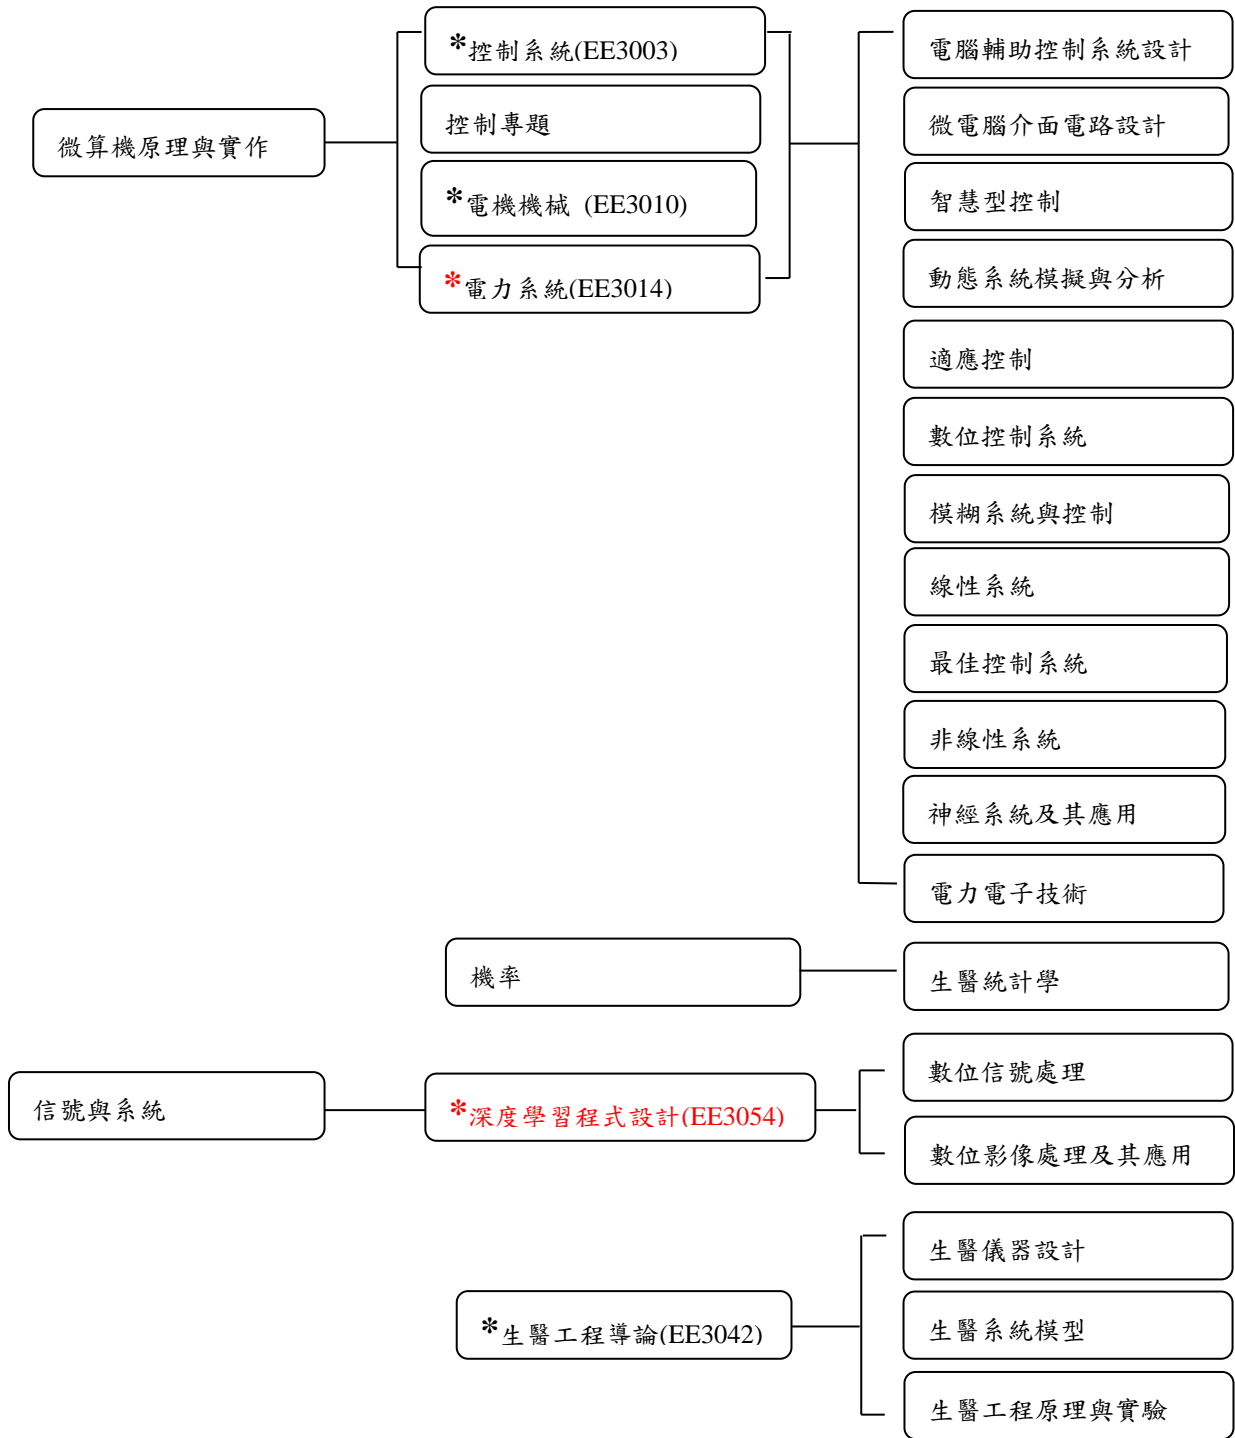 微算機原理與實作
*控制系統(EE3003)
控制專題
*電機機械 (EE3010)
*電力系統(EE3014)
電腦輔助控制系統設計
微電腦介面電路設計
智慧型控制
動態系統模擬與分析
適應控制
數位控制系統
模糊系統與控制
線性系統
最佳控制系統
非線性系統
神經系統及其應用
電力電子技術
機率
生醫統計學
信號與系統
*深度學習程式設計(EE3054)
數位信號處理
數位影像處理及其應用
*生醫工程導論(EE3042)
生醫儀器設計
生醫系統模型
生醫工程原理與實驗